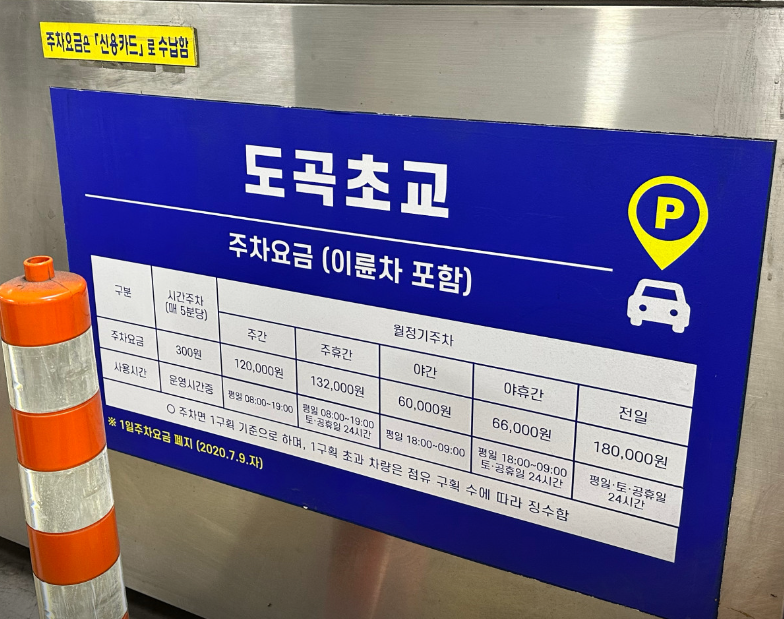 주차요금은 「신용카드」로 수납함
도곡초교
P
주차요금 (이륜차 포함)
구분
시간주차
(매 5분당)
월정기주차
주간
주휴간
야간
야휴간
전일
주차요금
300원
120,000원
132,000원
60,000원
66,000원
180,000원
사용시간
운영시간중
평일 08:00~19:00
평일 08:00~19:00
토·공휴일 24시간
평일 18:00~09:00
평일 18:00~09:00
토·공휴일 24시간
평일·토·공휴일
24시간
○ 주차면 1구획 기준으로 하며, 1구획 초과 차량은 점유 구획 수에 따라 징수함
※ 1일주차요금 폐지 (2020.7.9.자)